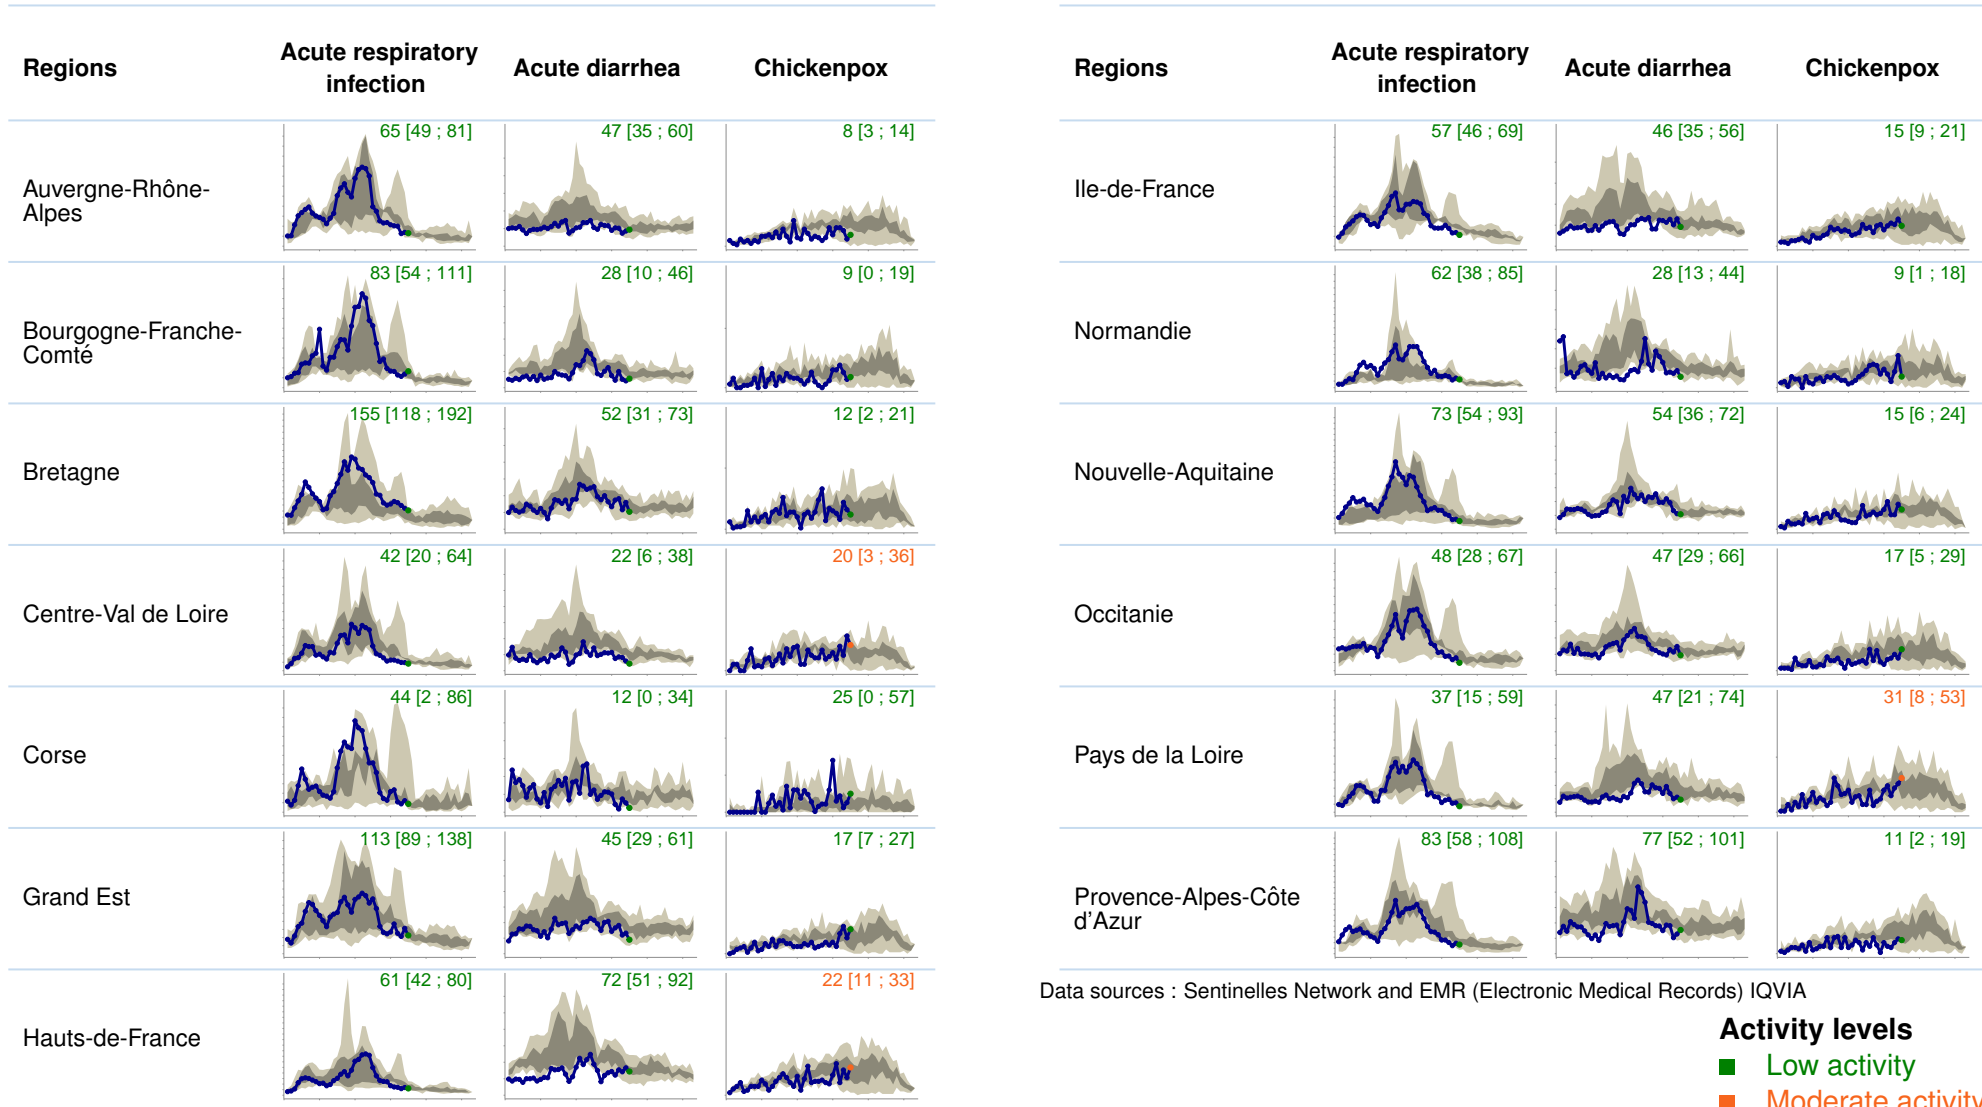 Regions
Acute respiratory
infection
Acute diarrhea
Chickenpox
Auvergne-Rhône-
Alpes
65 [49 ; 81]
47 [35 ; 60]
8 [3 ; 14]
Bourgogne-Franche-
Comté
83 [54 ; 111]
28 [10 ; 46]
9 [0 ; 19]
Bretagne
155 [118 ; 192]
52 [31 ; 73]
12 [2 ; 21]
Centre-Val de Loire
42 [20 ; 64]
22 [6 ; 38]
20 [3 ; 36]
Corse
44 [2 ; 86]
12 [0 ; 34]
25 [0 ; 57]
Grand Est
113 [89 ; 138]
45 [29 ; 61]
17 [7 ; 27]
Hauts-de-France
61 [42 ; 80]
72 [51 ; 92]
22 [11 ; 33]
Regions
Acute respiratory
infection
Acute diarrhea
Chickenpox
Ile-de-France
57 [46 ; 69]
46 [35 ; 56]
15 [9 ; 21]
Normandie
62 [38 ; 85]
28 [13 ; 44]
9 [1 ; 18]
Nouvelle-Aquitaine
73 [54 ; 93]
54 [36 ; 72]
15 [6 ; 24]
Occitanie
48 [28 ; 67]
47 [29 ; 66]
17 [5 ; 29]
Pays de la Loire
37 [15 ; 59]
47 [21 ; 74]
31 [8 ; 53]
Provence-Alpes-Côte
d'Azur
83 [58 ; 108]
77 [52 ; 101]
11 [2 ; 19]
Data sources : Sentinelles Network and EMR (Electronic Medical Records) IQVIA
Activity levels
Low activity
Moderate activity